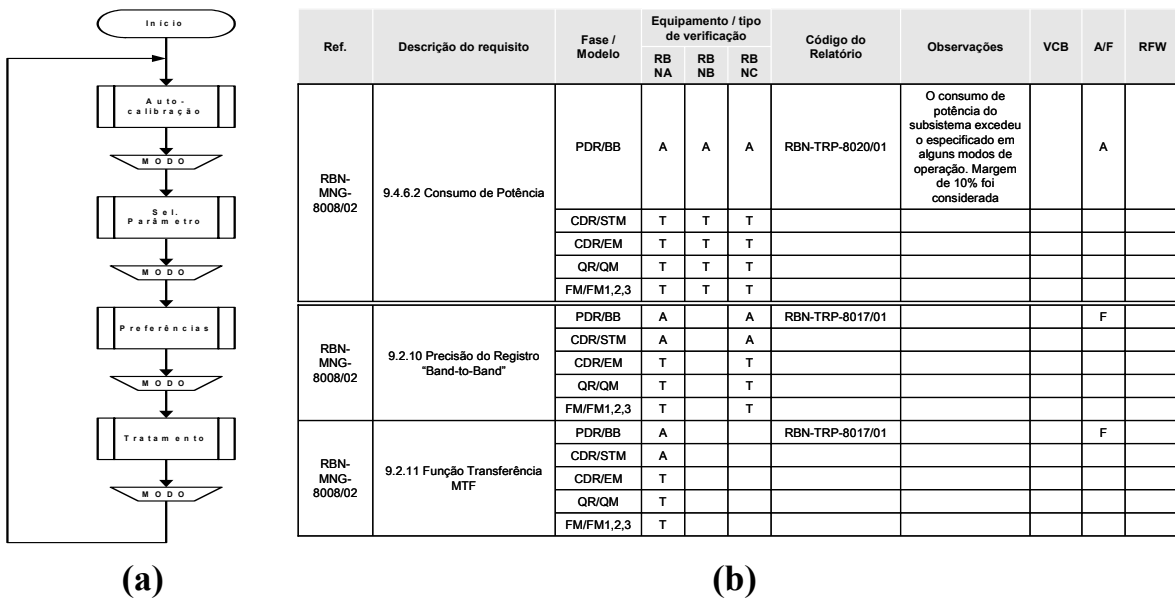 Início
Auto-
calibração
MODO
Sel.
Parâmetro
MODO
Preferências
MODO
Tratamento
MODO
(a)
Ref. Descrição do requisito Fase / Modelo Equipamento / tipo de verificação Código do Relatório Observações VCB A/F RFW
RB NA RB NB RB NC
RBN-MNG-8008/02 9.4.6.2 Consumo de Potência
PDR/BB A A A RBN-TRP-8020/01 O consumo de potência do subsistema excedeu o especificado em alguns modos de operação. Margem de 10% foi considerada A
CDR/STM T T T
CDR/EM T T T
QR/QM T T T
FM/FM1,2,3 T T T
RBN-MNG-8008/02 9.2.10 Precisão do Registro "Band-to-Band"
PDR/BB A A RBN-TRP-8017/01 F
CDR/STM A A
CDR/EM T T
QR/QM T T
FM/FM1,2,3 T T
RBN-MNG-8008/02 9.2.11 Função Transferência MTF
PDR/BB A RBN-TRP-8017/01 F
CDR/STM A
CDR/EM T
QR/QM T
FM/FM1,2,3 T
(b)